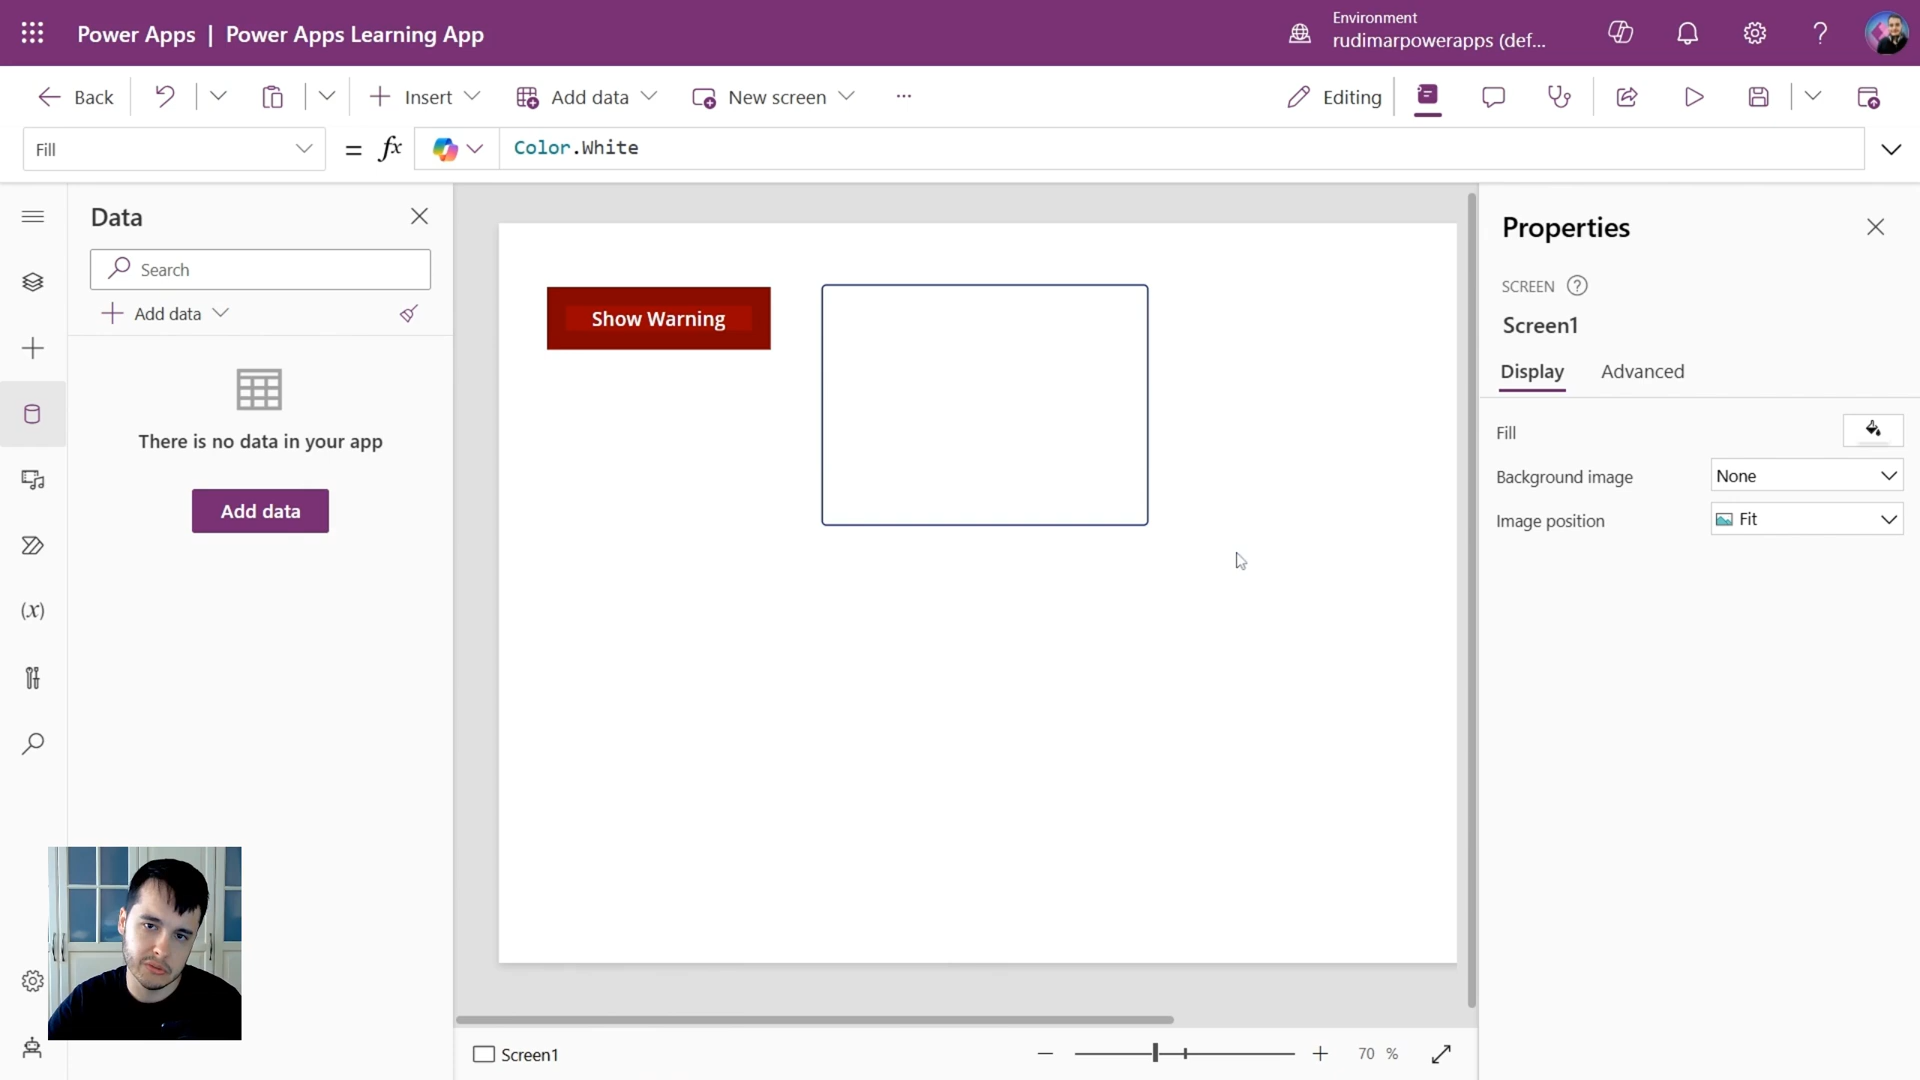 Power Apps | Power Apps Learning App
Environment
rudimarpowerapps (def...
Back
Insert
Add data
New screen
...
Editing
Fill
= fx
Color.White
Data
Search
Add data
There is no data in your app
Add data
(x)
Show Warning
Properties
SCREEN
Screen1
Display
Advanced
Fill
Background image
None
Image position
Fit
Screen1
70 %